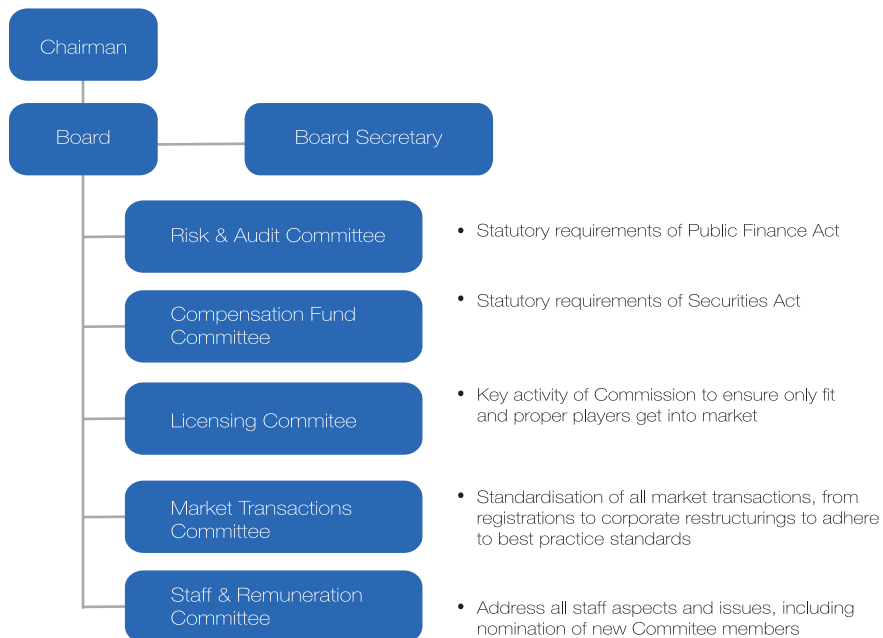 Chairman
Board
Board Secretary
Risk & Audit Committee
• Statutory requirements of Public Finance Act
Compensation Fund
Committee
• Statutory requirements of Securities Act
Licensing Commitee
• Key activity of Commission to ensure only fit
and proper players get into market
Market Transactions
Committee
• Standardisation of all market transactions, from
registrations to corporate restructurings to adhere
to best practice standards
Staff & Remuneration
Committee
• Address all staff aspects and issues, including
nomination of new Commitee members